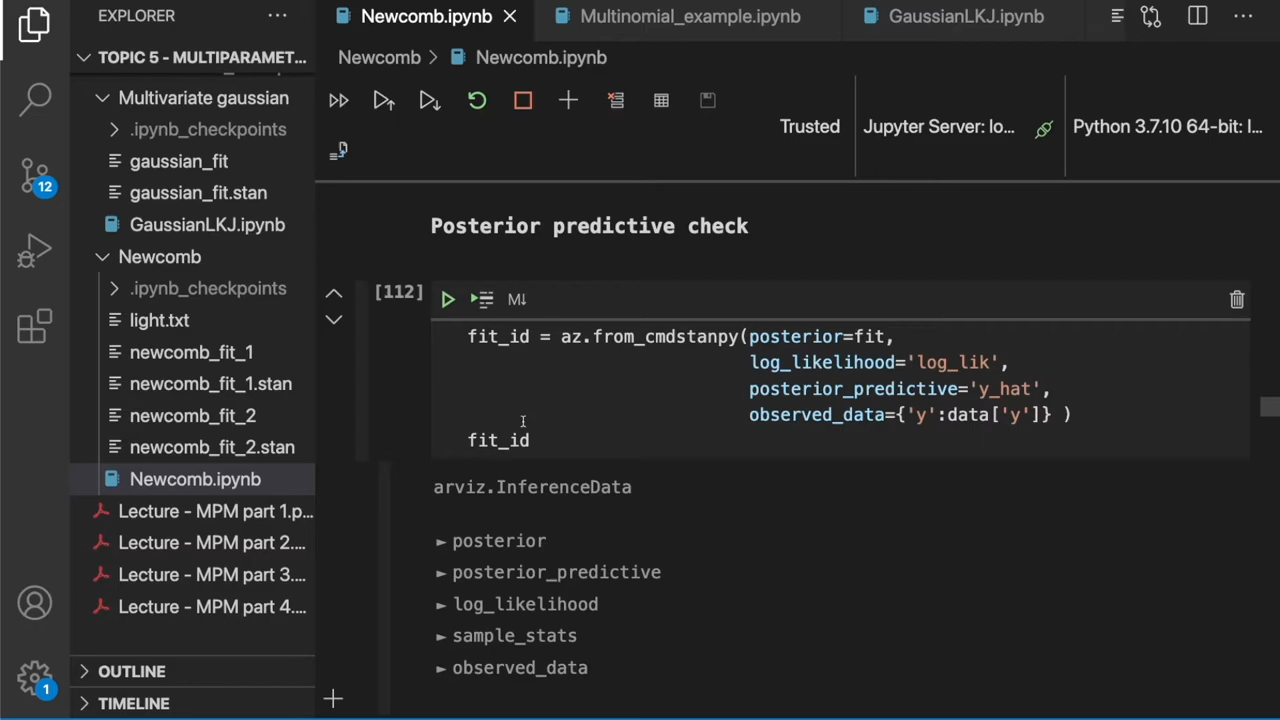 EXPLORER
Newcomb.ipynb
Multinomial_example.ipynb
GaussianLKJ.ipynb
TOPIC 5 - MULTIPARAMET...
Newcomb > Newcomb.ipynb
Multivariate gaussian
.ipynb_checkpoints
gaussian_fit
gaussian_fit.stan
GaussianLKJ.ipynb
Newcomb
.ipynb_checkpoints
light.txt
newcomb_fit_1
newcomb_fit_1.stan
newcomb_fit_2
newcomb_fit_2.stan
Newcomb.ipynb
Lecture - MPM part 1.p...
Lecture - MPM part 2....
Lecture - MPM part 3....
Lecture - MPM part 4....
OUTLINE
TIMELINE
12
1
Trusted
Jupyter Server: lo...
Python 3.7.10 64-bit: l...
Posterior predictive check
[112]
M↓
fit_id = az.from_cmdstanpy(posterior=fit,
log_likelihood='log_lik',
posterior_predictive='y_hat',
observed_data={'y':data['y']} )
fit_id
arviz.InferenceData
► posterior
► posterior_predictive
► log_likelihood
► sample_stats
► observed_data